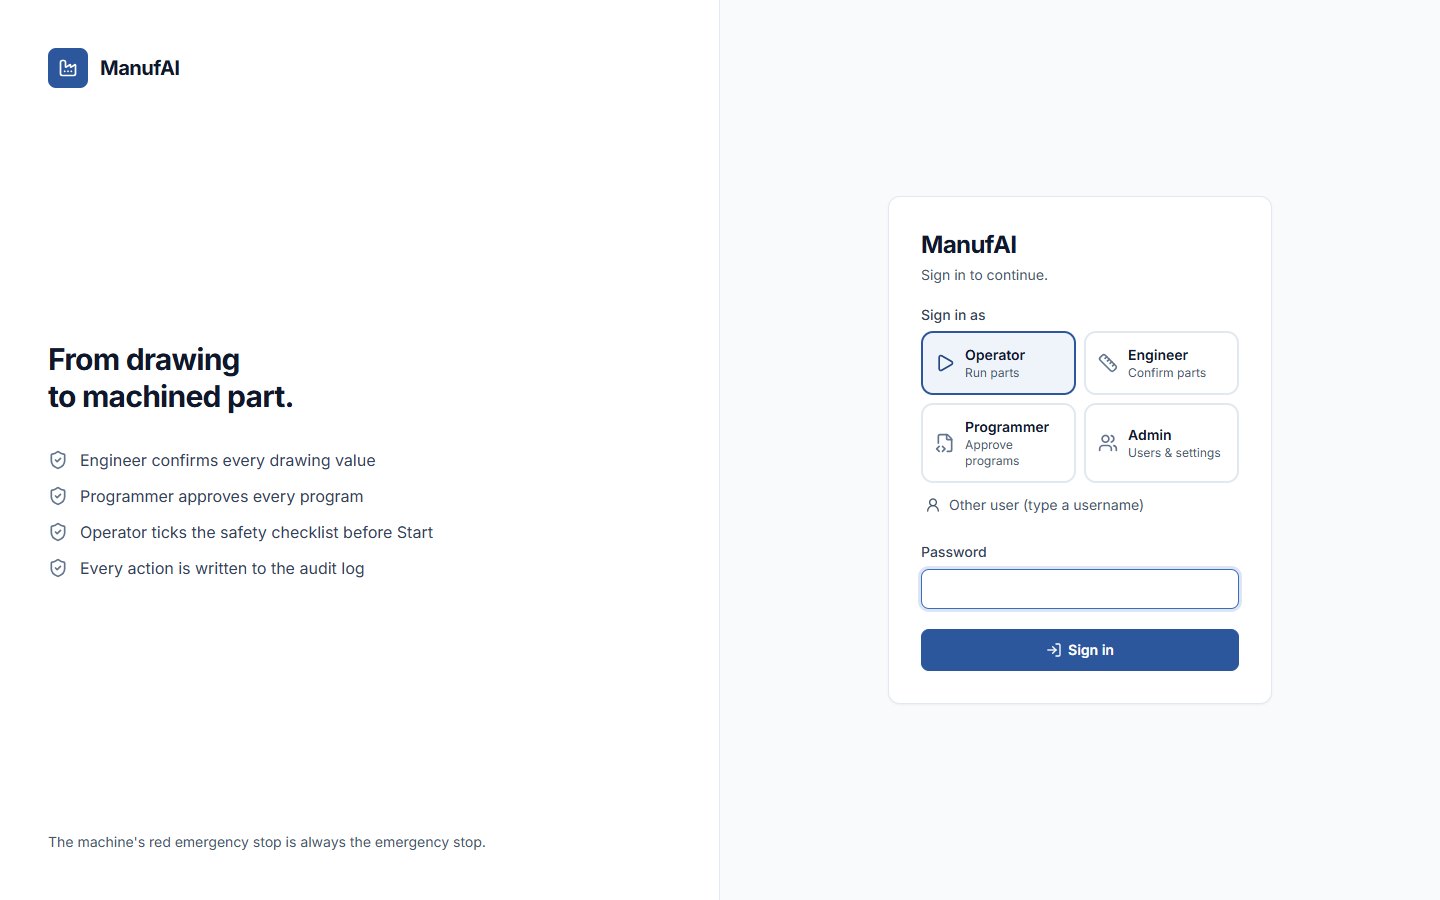 ManufAI
From drawing
to machined part.
Engineer confirms every drawing value
Programmer approves every program
Operator ticks the safety checklist before Start
Every action is written to the audit log
The machine's red emergency stop is always the emergency stop.
ManufAI
Sign in to continue.
Sign in as
Operator
Run parts
Engineer
Confirm parts
Programmer
Approve
programs
Admin
Users & settings
Other user (type a username)
Password
Sign in